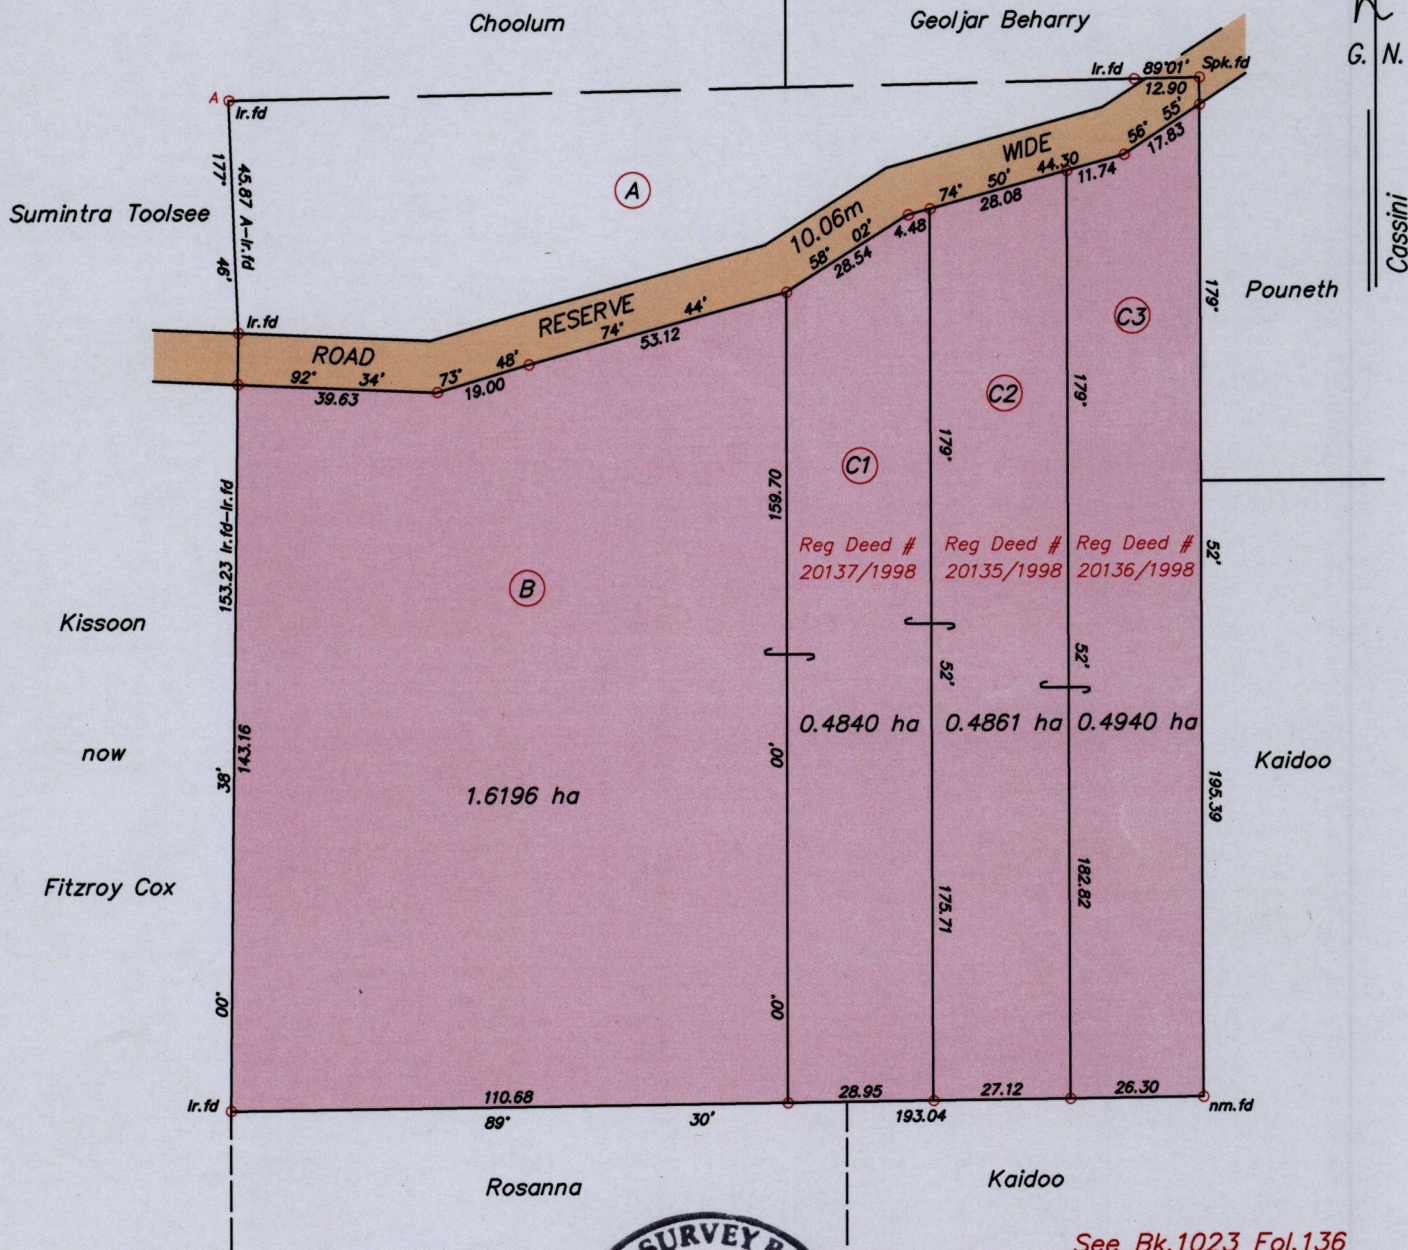 Choolum
Geoljar Beharry
G. N.
Cassini
A
Ir.fd
Ir.fd
89°01'
Spk.fd
12.90
177°
46'
45.87 A-Ir.fd
Sumintra Toolsee
A
WIDE
56° 55'
17.83
44.30
11.74
74° 50'
28.08
10.06m
58° 02'
28.54
4.48
RESERVE
74° 44'
53.12
Ir.fd
ROAD
92° 34'
39.63
73° 48'
19.00
179°
Pouneth
C3
179°
C2
179°
C1
159.70
153.23 Ir.fd-Ir.fd
Reg Deed #
20137/1998
Reg Deed #
20135/1998
Reg Deed #
20136/1998
52'
B
Kissoon
52'
52'
0.4840 ha
0.4861 ha
0.4940 ha
now
143.16
38'
00'
1.6196 ha
Kaidoo
195.39
182.82
175.71
Fitzroy Cox
00'
00'
Ir.fd
110.68
89° 30'
28.95
27.12
26.30
193.04
nm.fd
Rosanna
Kaidoo
SURVEY
See Bk.1023 Fol.136